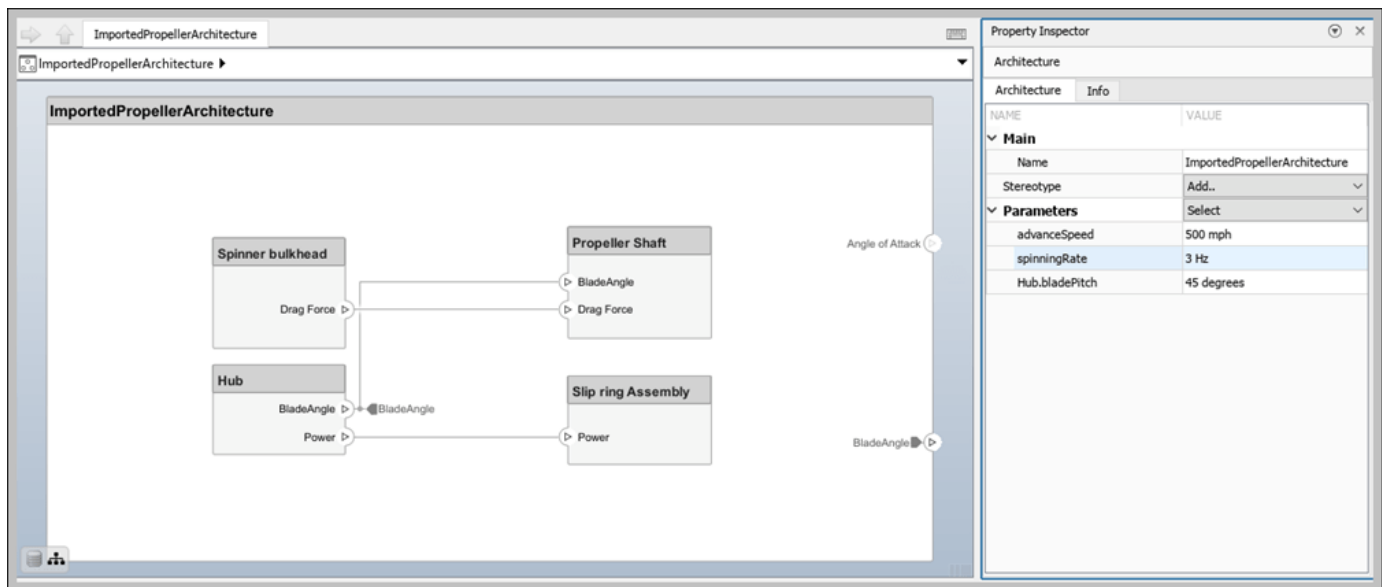 ImportedPropellerArchitecture
ImportedPropellerArchitecture
ImportedPropellerArchitecture
Spinner bulkhead
Drag Force
Propeller Shaft
BladeAngle
Drag Force
Angle of Attack
Hub
BladeAngle
BladeAngle
Power
Slip ring Assembly
Power
BladeAngle
Property Inspector
Architecture
Architecture Info
NAME VALUE
Main
Name ImportedPropellerArchitecture
Stereotype Add..
Parameters Select
advanceSpeed 500 mph
spinningRate 3 Hz
Hub.bladePitch 45 degrees